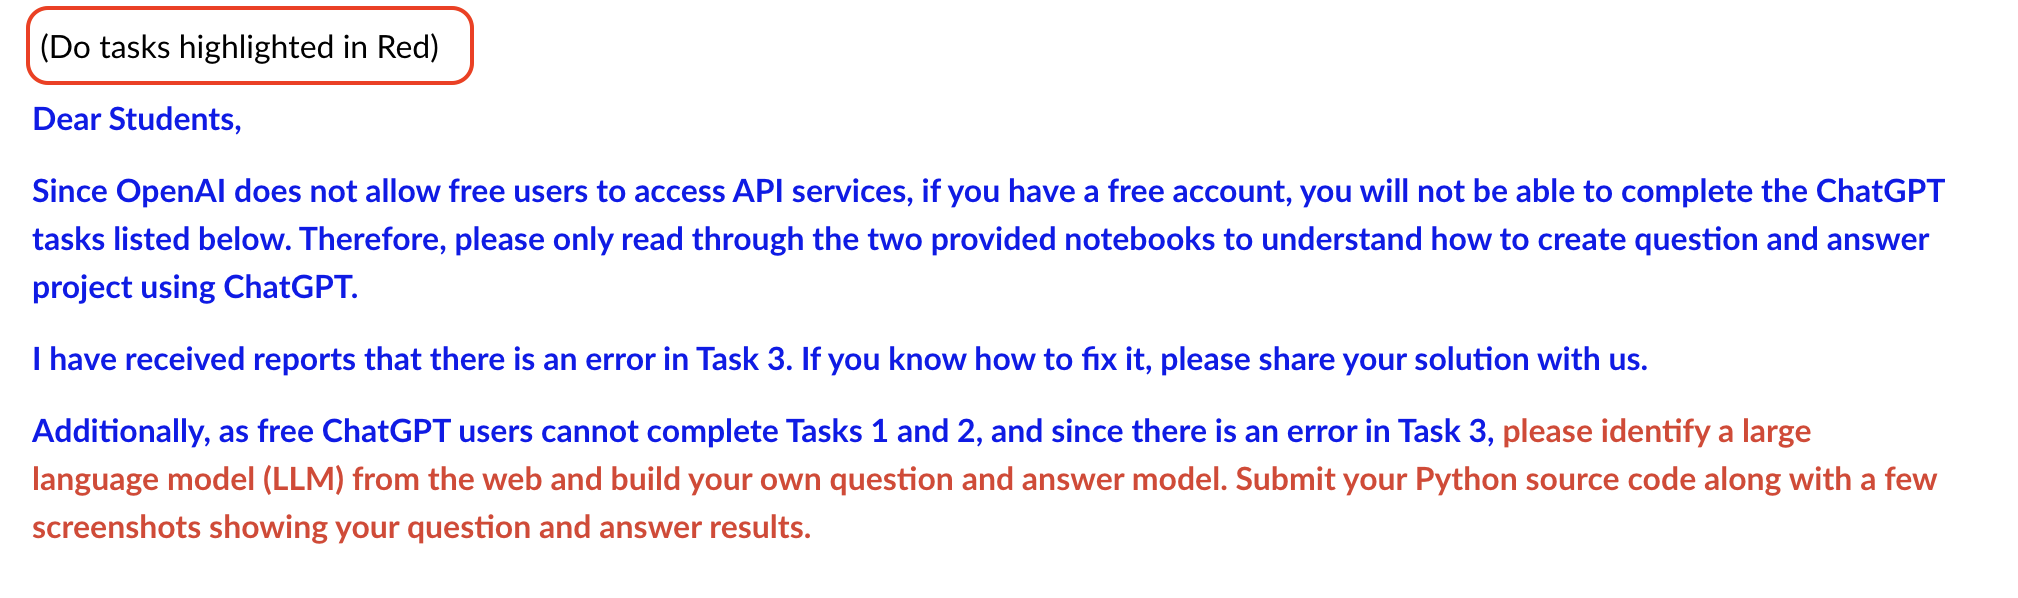 (Do tasks highlighted in Red)
Dear Students,
Since OpenAI does not allow free users to access API services, if you have a free account, you will not be able to complete the ChatGPT
tasks listed below. Therefore, please only read through the two provided notebooks to understand how to create question and answer
project using ChatGPT.
I have received reports that there is an error in Task 3. If you know how to fix it, please share your solution with us.
Additionally, as free ChatGPT users cannot complete Tasks 1 and 2, and since there is an error in Task 3, please identify a large
language model (LLM) from the web and build your own question and answer model. Submit your Python source code along with a few
screenshots showing your question and answer results.